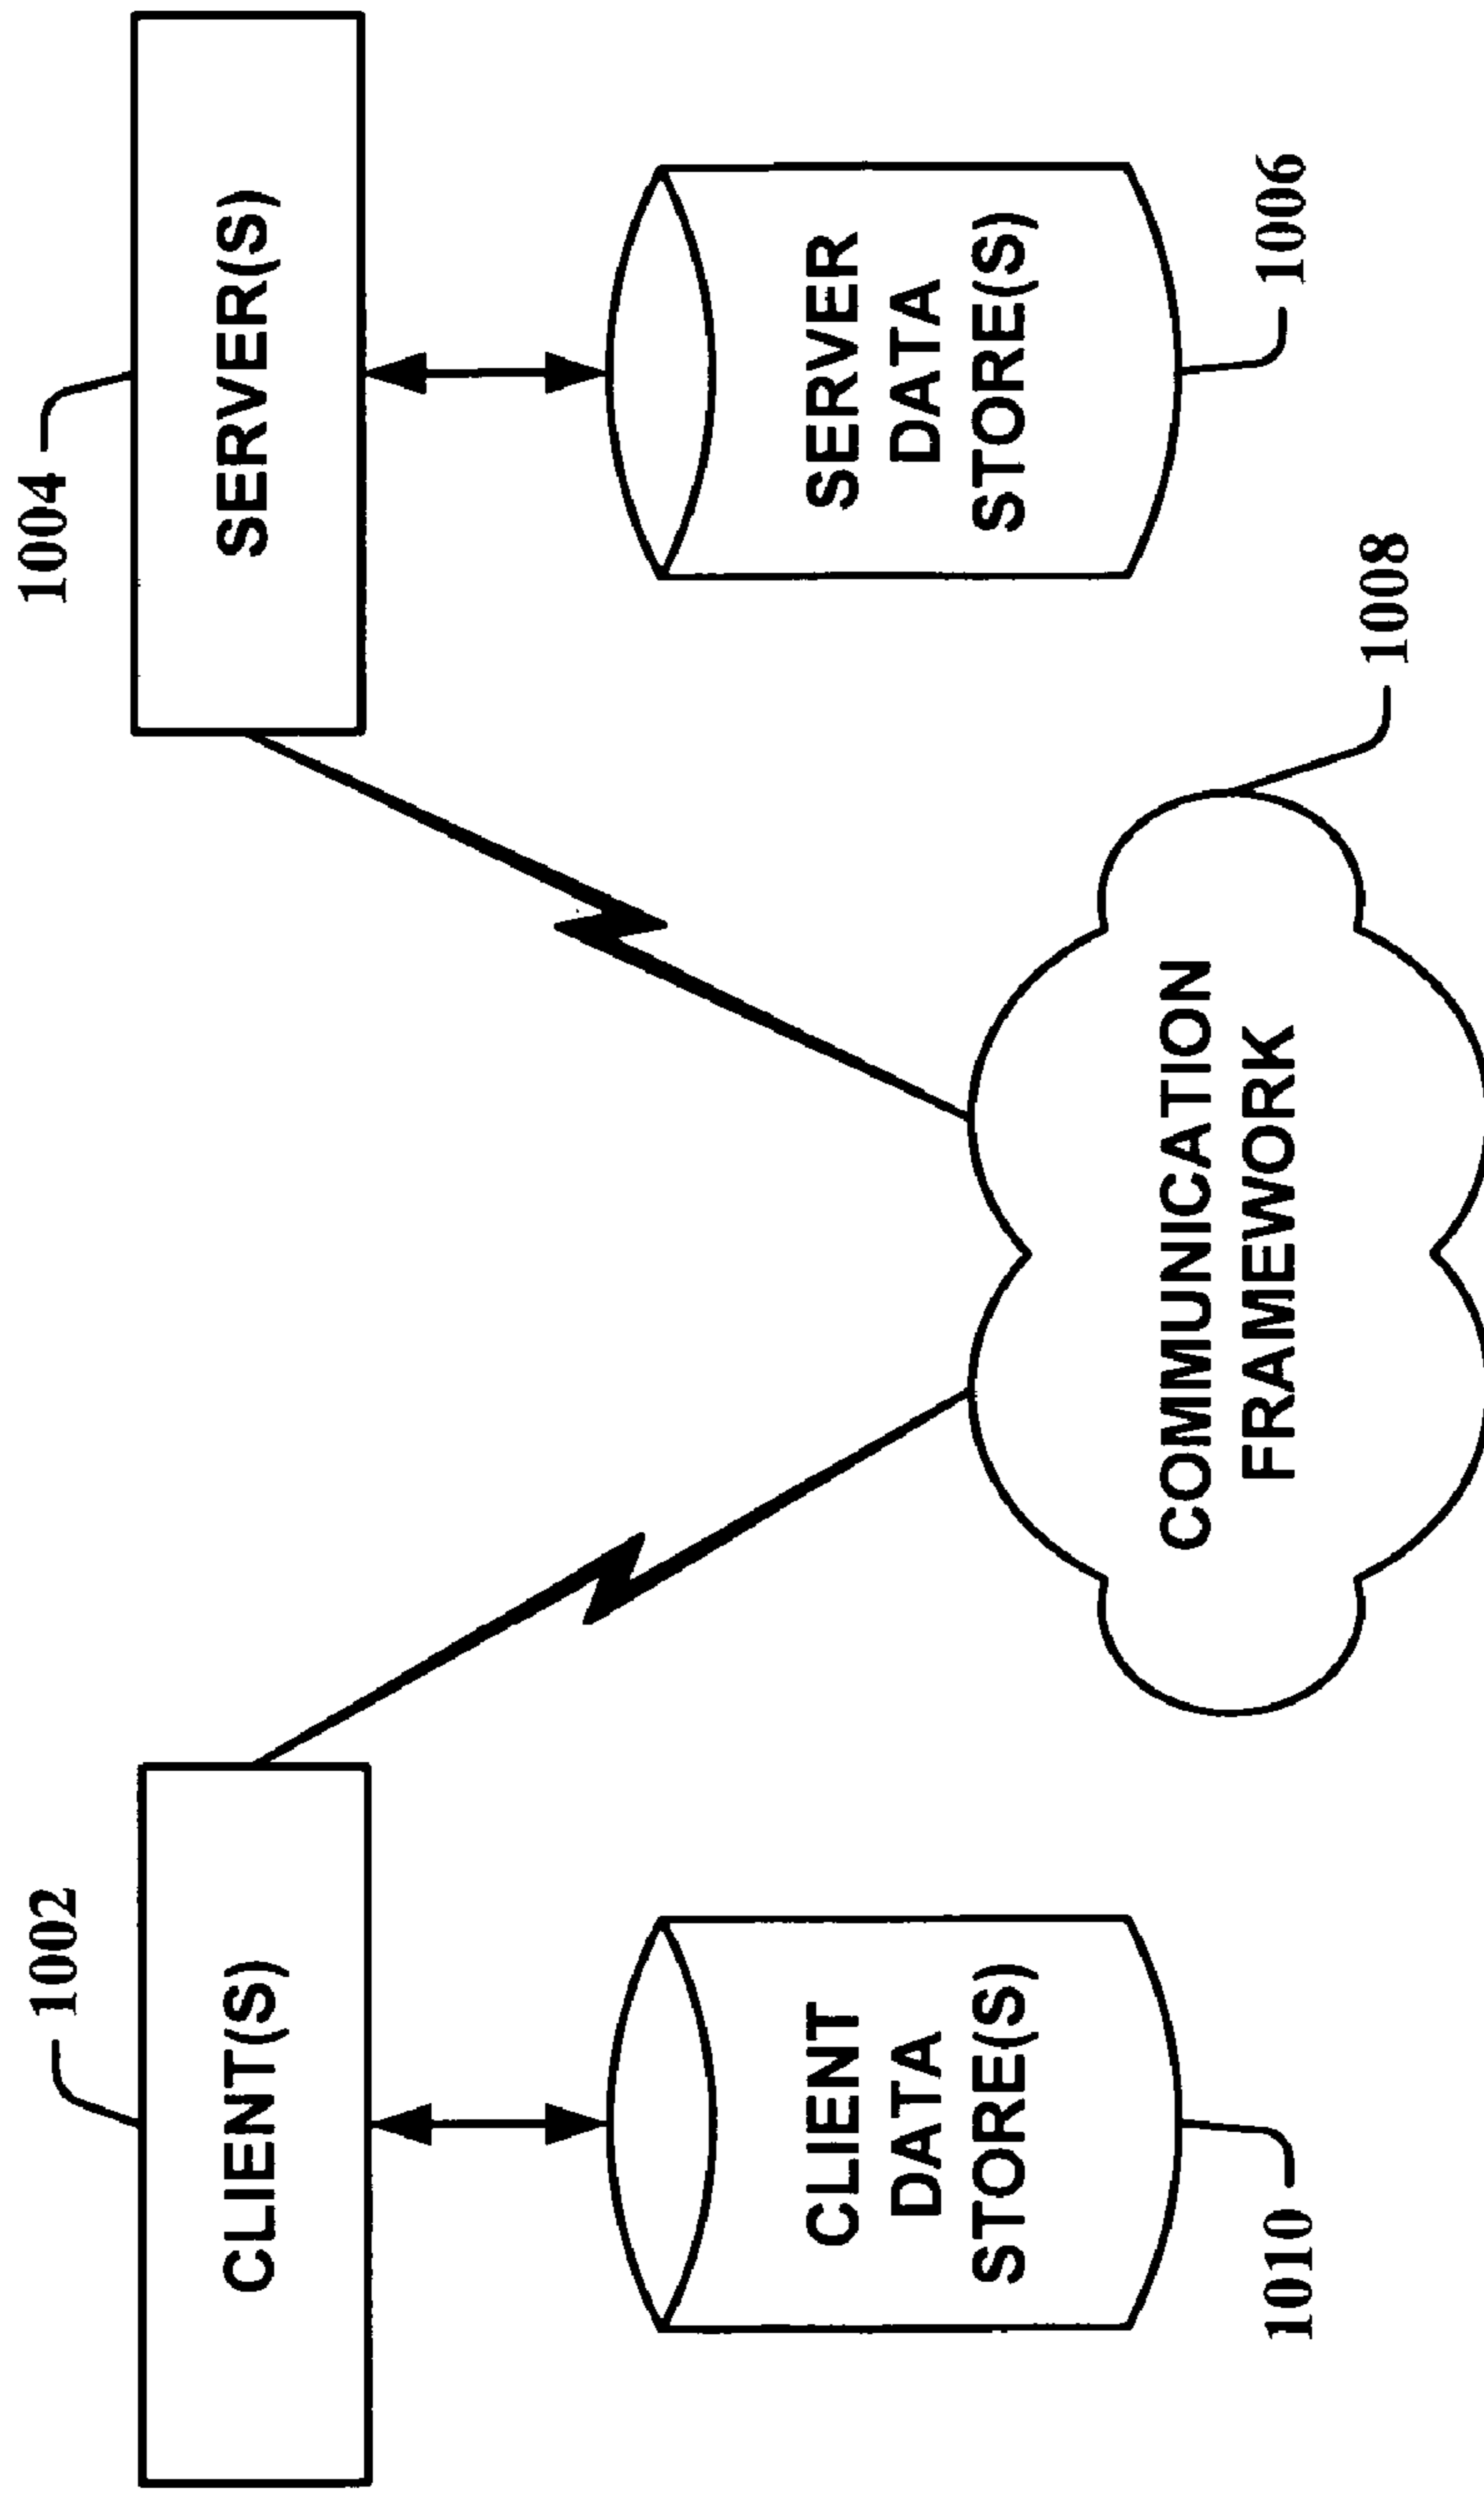 1002
1004
CLIENT(S)
SERVER(S)
CLIENT
DATA
STORE(S)
SERVER
DATA
STORE(S)
COMMUNICATION
FRAMEWORK
1010
1006
1008